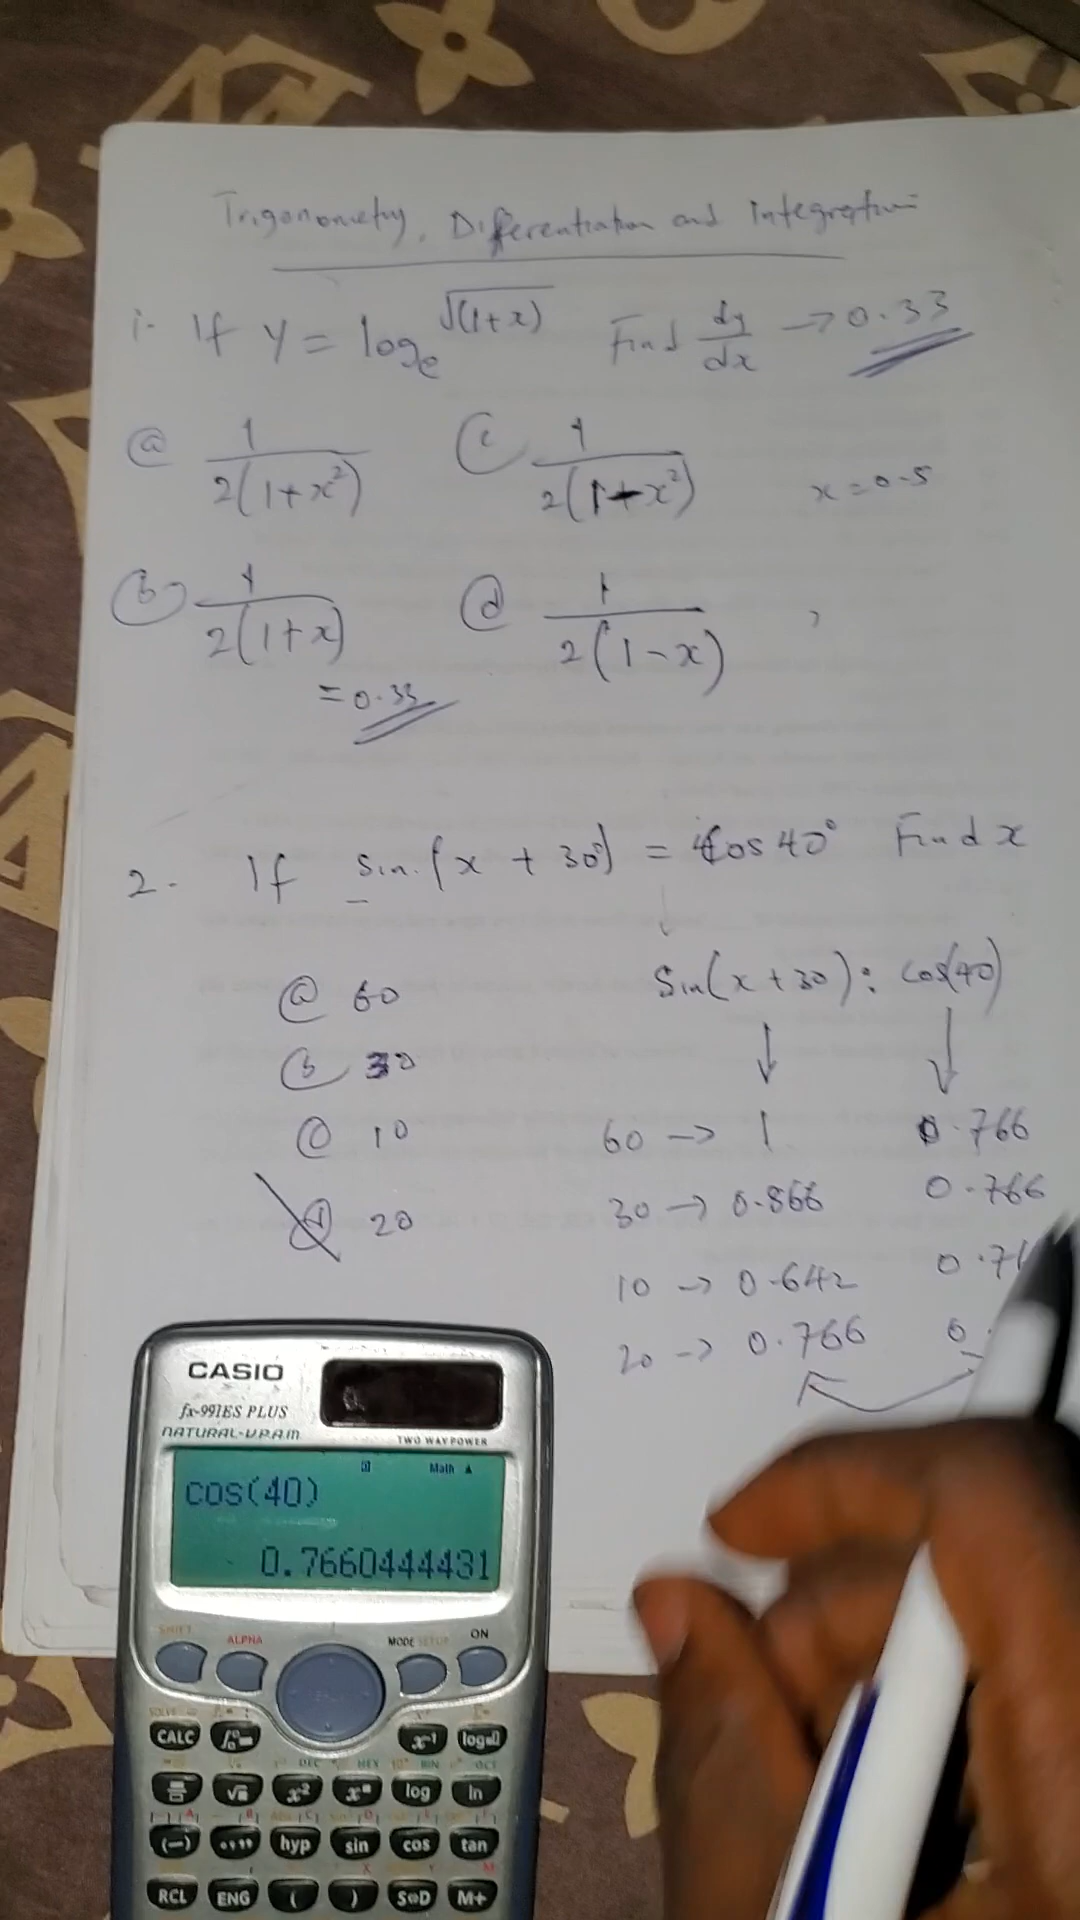 Trigonometry, Differentiation and Integration
1. If y = logₑ √(1+x) Find dy/dx → 0.33
(a) 1/2(1+x²) (c) 1/2(1-x²) x = 0.5
(b) 1/2(1+x) (d) 1/2(1-x)
= 0.33
2. If Sin (x + 30°) = Cos 40° Find x
Sin(x+30) : Cos(40)
(a) 60
(b) 30
(c) 10
(d) 20
60 → 1 0.766
30 → 0.866 0.766
10 → 0.642
20 → 0.766
CASIO
fx-991ES PLUS
NATURAL-V.P.A.M.
TWO WAY POWER
Math ▲
cos(40)
0.7660444431
SHIFT ALPHA MODE SETUP ON
CALC x⁻¹ log
x² log ln
(-) hyp sin cos tan
RCL ENG ( ) S⇔D M+